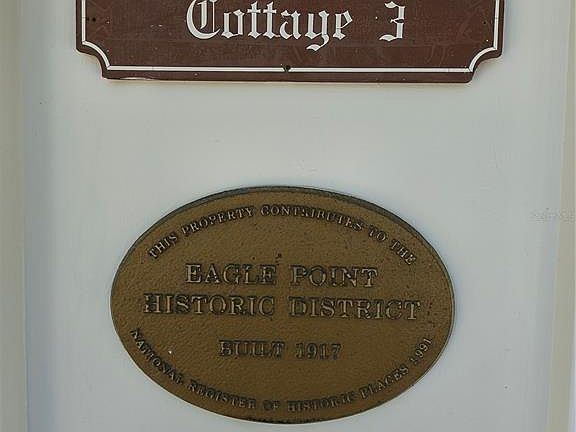 Cottage 3
THIS PROPERTY CONTRIBUTES TO THE
EAGLE POINT
HISTORIC DISTRICT
BUILT 1917
NATIONAL REGISTER OF HISTORIC PLACES 1991